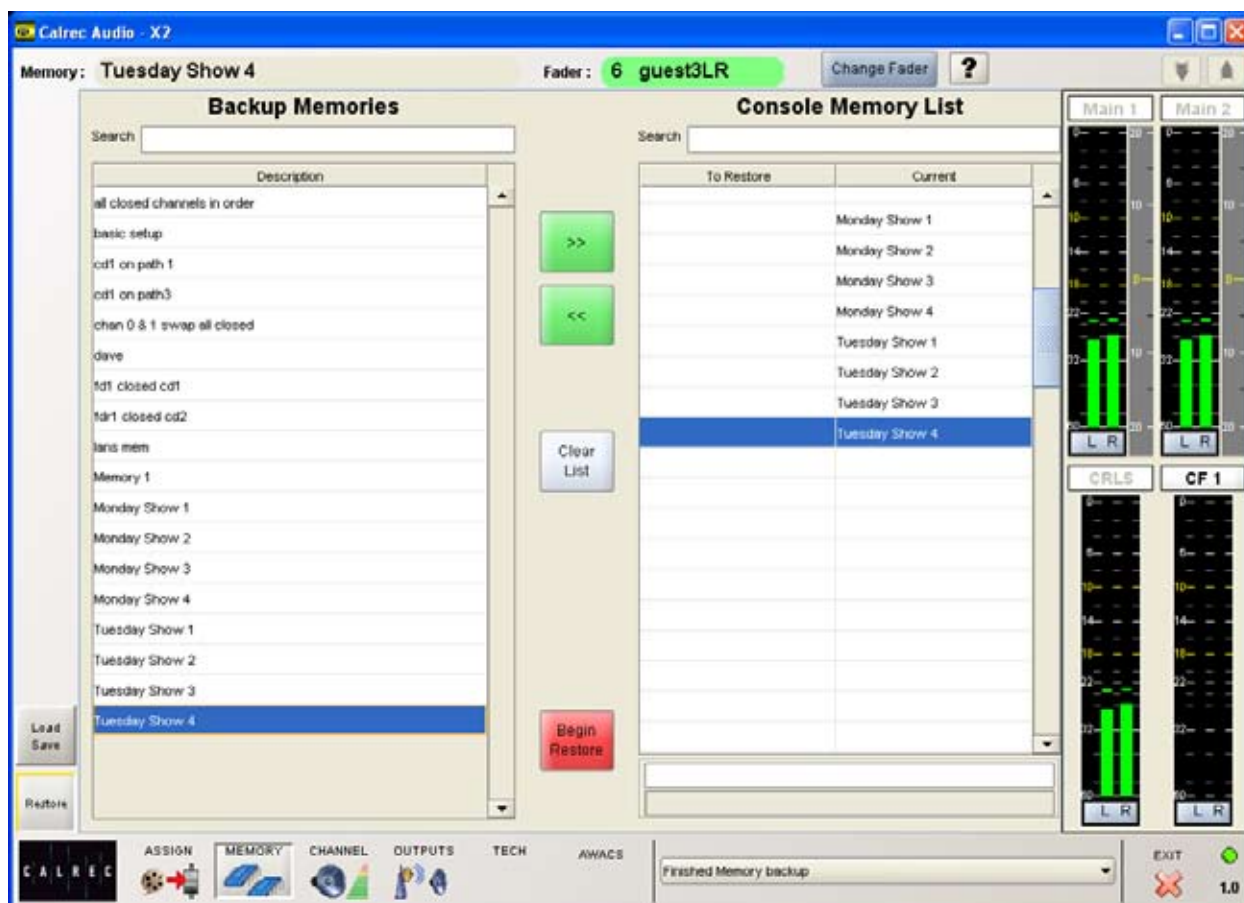 Calrec Audio - X2
Memory: Tuesday Show 4 Fader: 6 guest3LR Change Fader ?
Backup Memories
Search
Description
all closed channels in order
basic setup
cd1 on path 1
cd1 on path3
chan 0 & 1 swap all closed
dave
fd1 closed cd1
fdr1 closed cd2
Memory 1
Monday Show 1
Monday Show 2
Monday Show 3
Monday Show 4
Tuesday Show 1
Tuesday Show 2
Tuesday Show 3
Tuesday Show 4
>>
<<
Clear
List
Begin
Restore
Console Memory List
Search
To Restore Current
Monday Show 1
Monday Show 2
Monday Show 3
Monday Show 4
Tuesday Show 1
Tuesday Show 2
Tuesday Show 3
Tuesday Show 4
Main 1 Main 2
L R L R
CRLS CF 1
L R L R
Load
Save
Restore
CALREC
ASSIGN MEMORY CHANNEL OUTPUTS TECH AWACS
Finished Memory backup
EXIT
1.0